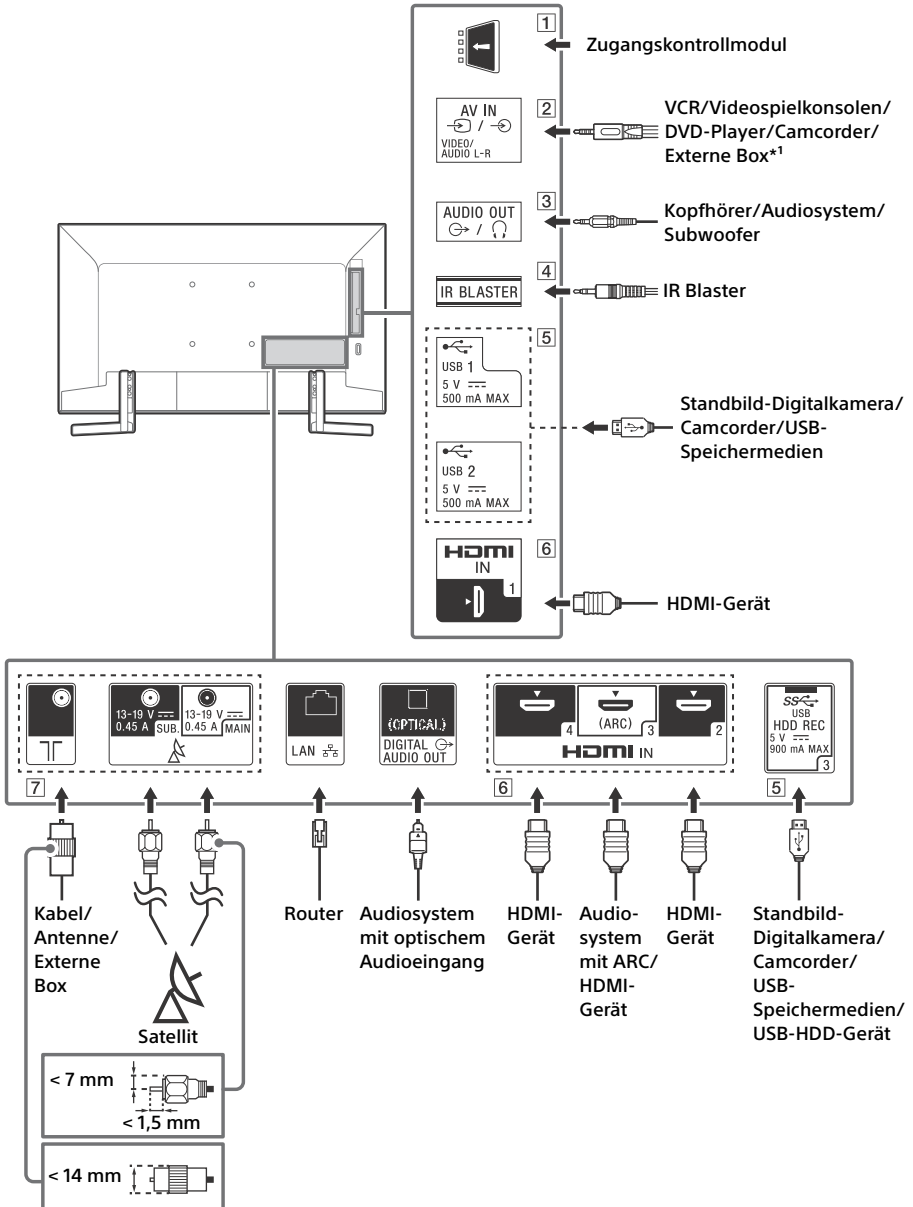 1
Zugangskontrollmodul
AV IN
/
VIDEO/
AUDIO L-R
2
VCR/Videospielkonsolen/
DVD-Player/Camcorder/
Externe Box*¹
AUDIO OUT
/
3
Kopfhörer/Audiosystem/
Subwoofer
4
IR BLASTER
IR Blaster
5
USB 1
5 V
500 mA MAX
USB 2
5 V
500 mA MAX
Standbild-Digitalkamera/
Camcorder/USB-
Speichermedien
HDMI
IN
1
6
HDMI-Gerät
13-19 V
0.45 A SUB.
13-19 V
0.45 A MAIN
LAN
(OPTICAL)
DIGITAL
AUDIO OUT
4
(ARC)
3
2
HDMI IN
SS
USB
HDD REC
5 V
900 mA MAX
3
7
6
5
Kabel/
Antenne/
Externe
Box
Satellit
Router
Audiosystem
mit optischem
Audioeingang
HDMI-
Gerät
Audio-
system
mit ARC/
HDMI-
Gerät
HDMI-
Gerät
Standbild-
Digitalkamera/
Camcorder/
USB-
Speichermedien/
USB-HDD-Gerät
< 7 mm
< 1,5 mm
< 14 mm